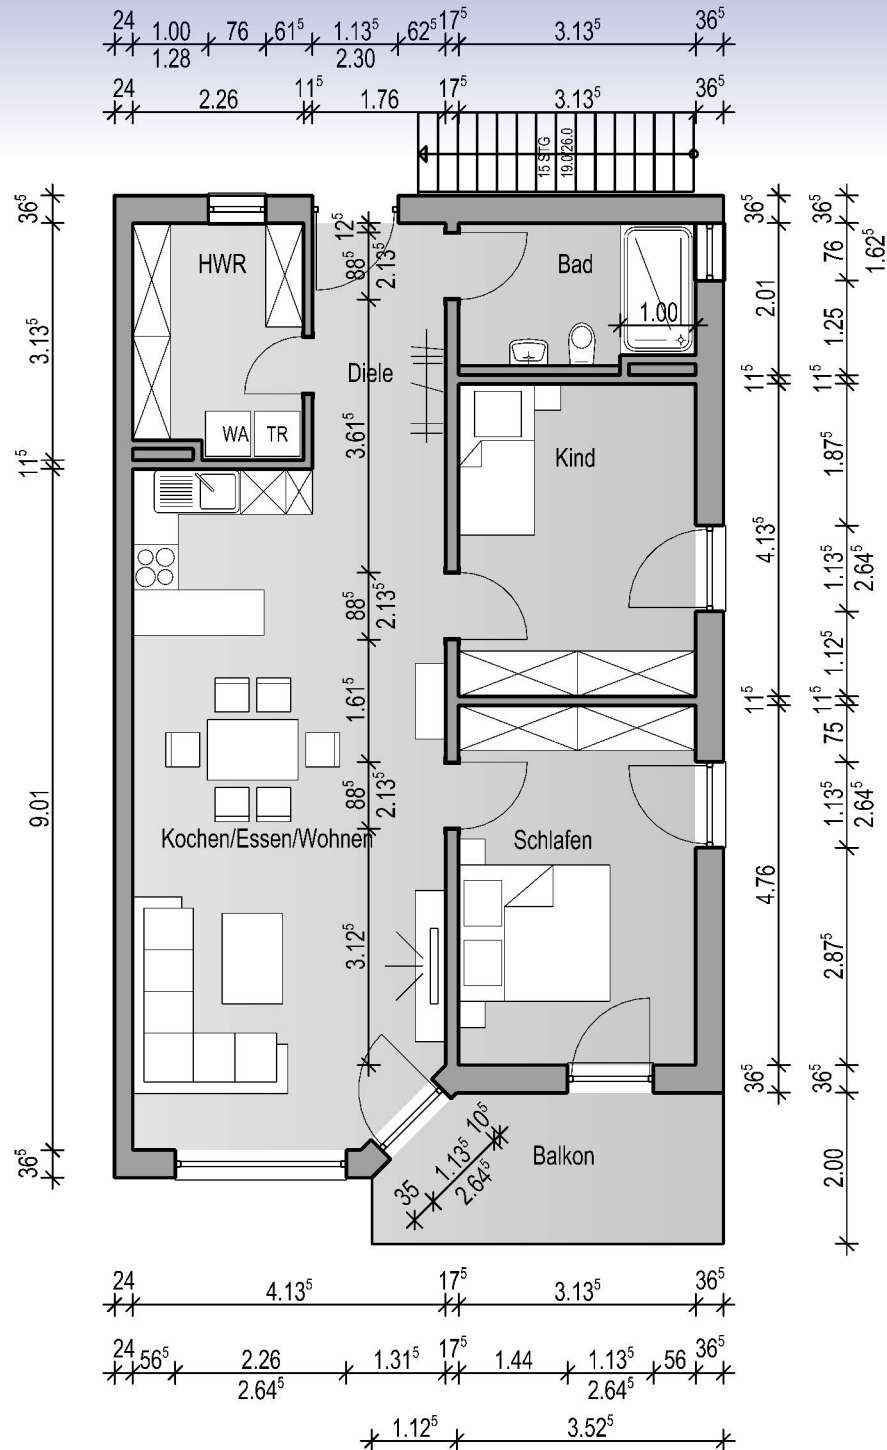 24 1.00 76 61⁵ 1.13⁵ 62⁵ 17⁵ 3.13⁵ 36⁵
1.28 2.30
24 2.26 11⁵ 1.76 17⁵ 3.13⁵ 36⁵
15 STG
19.0/26.0
36⁵ 3.13⁵ 11⁵ 9.01 36⁵
HWR
WA TR
Diele
Bad
1.00
Kind
Kochen/Essen/Wohnen
Schlafen
Balkon
12⁵
88⁵
2.13⁵
3.61⁵
88⁵
2.13⁵
1.61⁵
88⁵
2.13⁵
3.12⁵
35 1.13⁵ 10⁵
2.64⁵
36⁵ 2.01 11⁵ 4.13⁵ 11⁵ 4.76 36⁵
36⁵ 76 1.25 11⁵ 1.87⁵ 1.13⁵ 1.12⁵ 11⁵ 75 1.13⁵ 2.87⁵ 36⁵ 2.00
1.62⁵ 2.64⁵ 2.64⁵
24 4.13⁵ 17⁵ 3.13⁵ 36⁵
24 56⁵ 2.26 1.31⁵ 17⁵ 1.44 1.13⁵ 56 36⁵
2.64⁵ 2.64⁵
1.12⁵ 3.52⁵